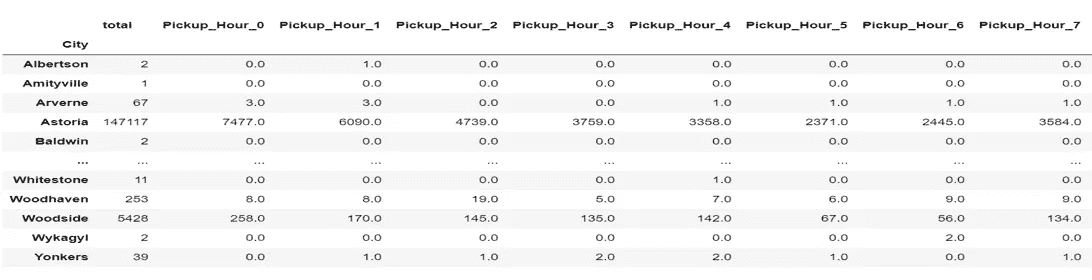 total Pickup_Hour_0 Pickup_Hour_1 Pickup_Hour_2 Pickup_Hour_3 Pickup_Hour_4 Pickup_Hour_5 Pickup_Hour_6 Pickup_Hour_7
City
Albertson 2 0.0 1.0 0.0 0.0 0.0 0.0 0.0 0.0
Amityville 1 0.0 0.0 0.0 0.0 0.0 0.0 0.0 0.0
Arverne 67 3.0 3.0 0.0 0.0 1.0 1.0 1.0 1.0
Astoria 147117 7477.0 6090.0 4739.0 3759.0 3358.0 2371.0 2445.0 3584.0
Baldwin 2 0.0 0.0 0.0 0.0 0.0 0.0 0.0 0.0
... ... ... ... ... ... ... ... ... ...
Whitestone 11 0.0 0.0 0.0 0.0 1.0 0.0 0.0 0.0
Woodhaven 253 8.0 8.0 19.0 5.0 7.0 6.0 9.0 9.0
Woodside 5428 258.0 170.0 145.0 135.0 142.0 67.0 56.0 134.0
Wykagyl 2 0.0 0.0 0.0 0.0 0.0 0.0 2.0 0.0
Yonkers 39 0.0 1.0 1.0 2.0 2.0 1.0 0.0 1.0